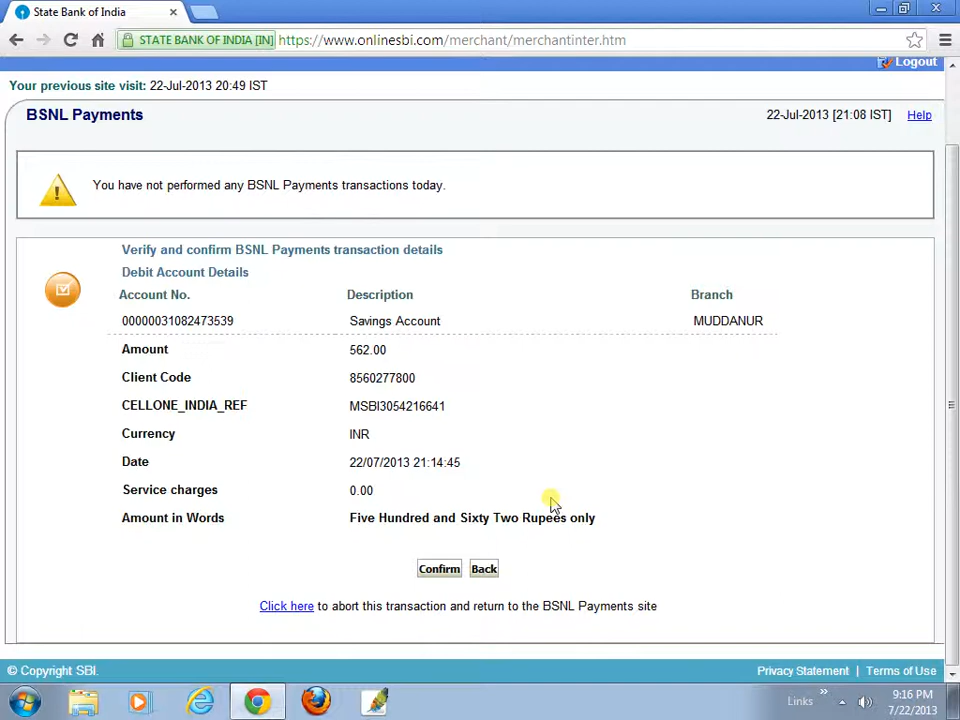 State Bank of India
STATE BANK OF INDIA [IN] https://www.onlinesbi.com/merchant/merchantinter.htm
Logout
Your previous site visit: 22-Jul-2013 20:49 IST
BSNL Payments 22-Jul-2013 [21:08 IST] Help
You have not performed any BSNL Payments transactions today.
Verify and confirm BSNL Payments transaction details
Debit Account Details
Account No. Description Branch
00000031082473539 Savings Account MUDDANUR
Amount 562.00
Client Code 8560277800
CELLONE_INDIA_REF MSBI3054216641
Currency INR
Date 22/07/2013 21:14:45
Service charges 0.00
Amount in Words Five Hundred and Sixty Two Rupees only
Confirm Back
Click here to abort this transaction and return to the BSNL Payments site
© Copyright SBI. Privacy Statement | Terms of Use
Links » 9:16 PM
7/22/2013